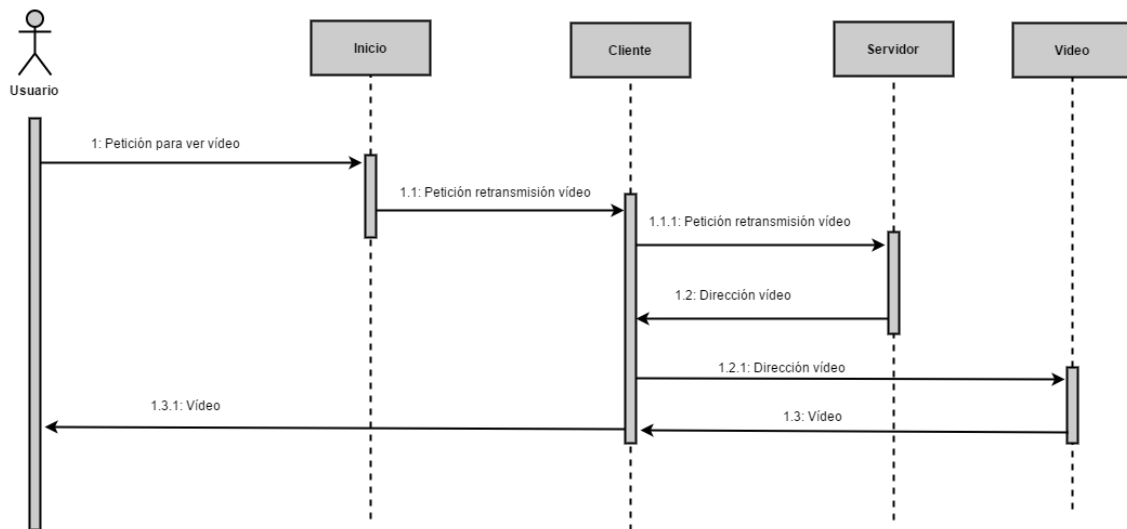 Inicio
Cliente
Servidor
Video
Usuario
1: Petición para ver vídeo
1.1: Petición retransmisión vídeo
1.1.1: Petición retransmisión vídeo
1.2: Dirección vídeo
1.2.1: Dirección vídeo
1.3.1: Vídeo
1.3: Vídeo